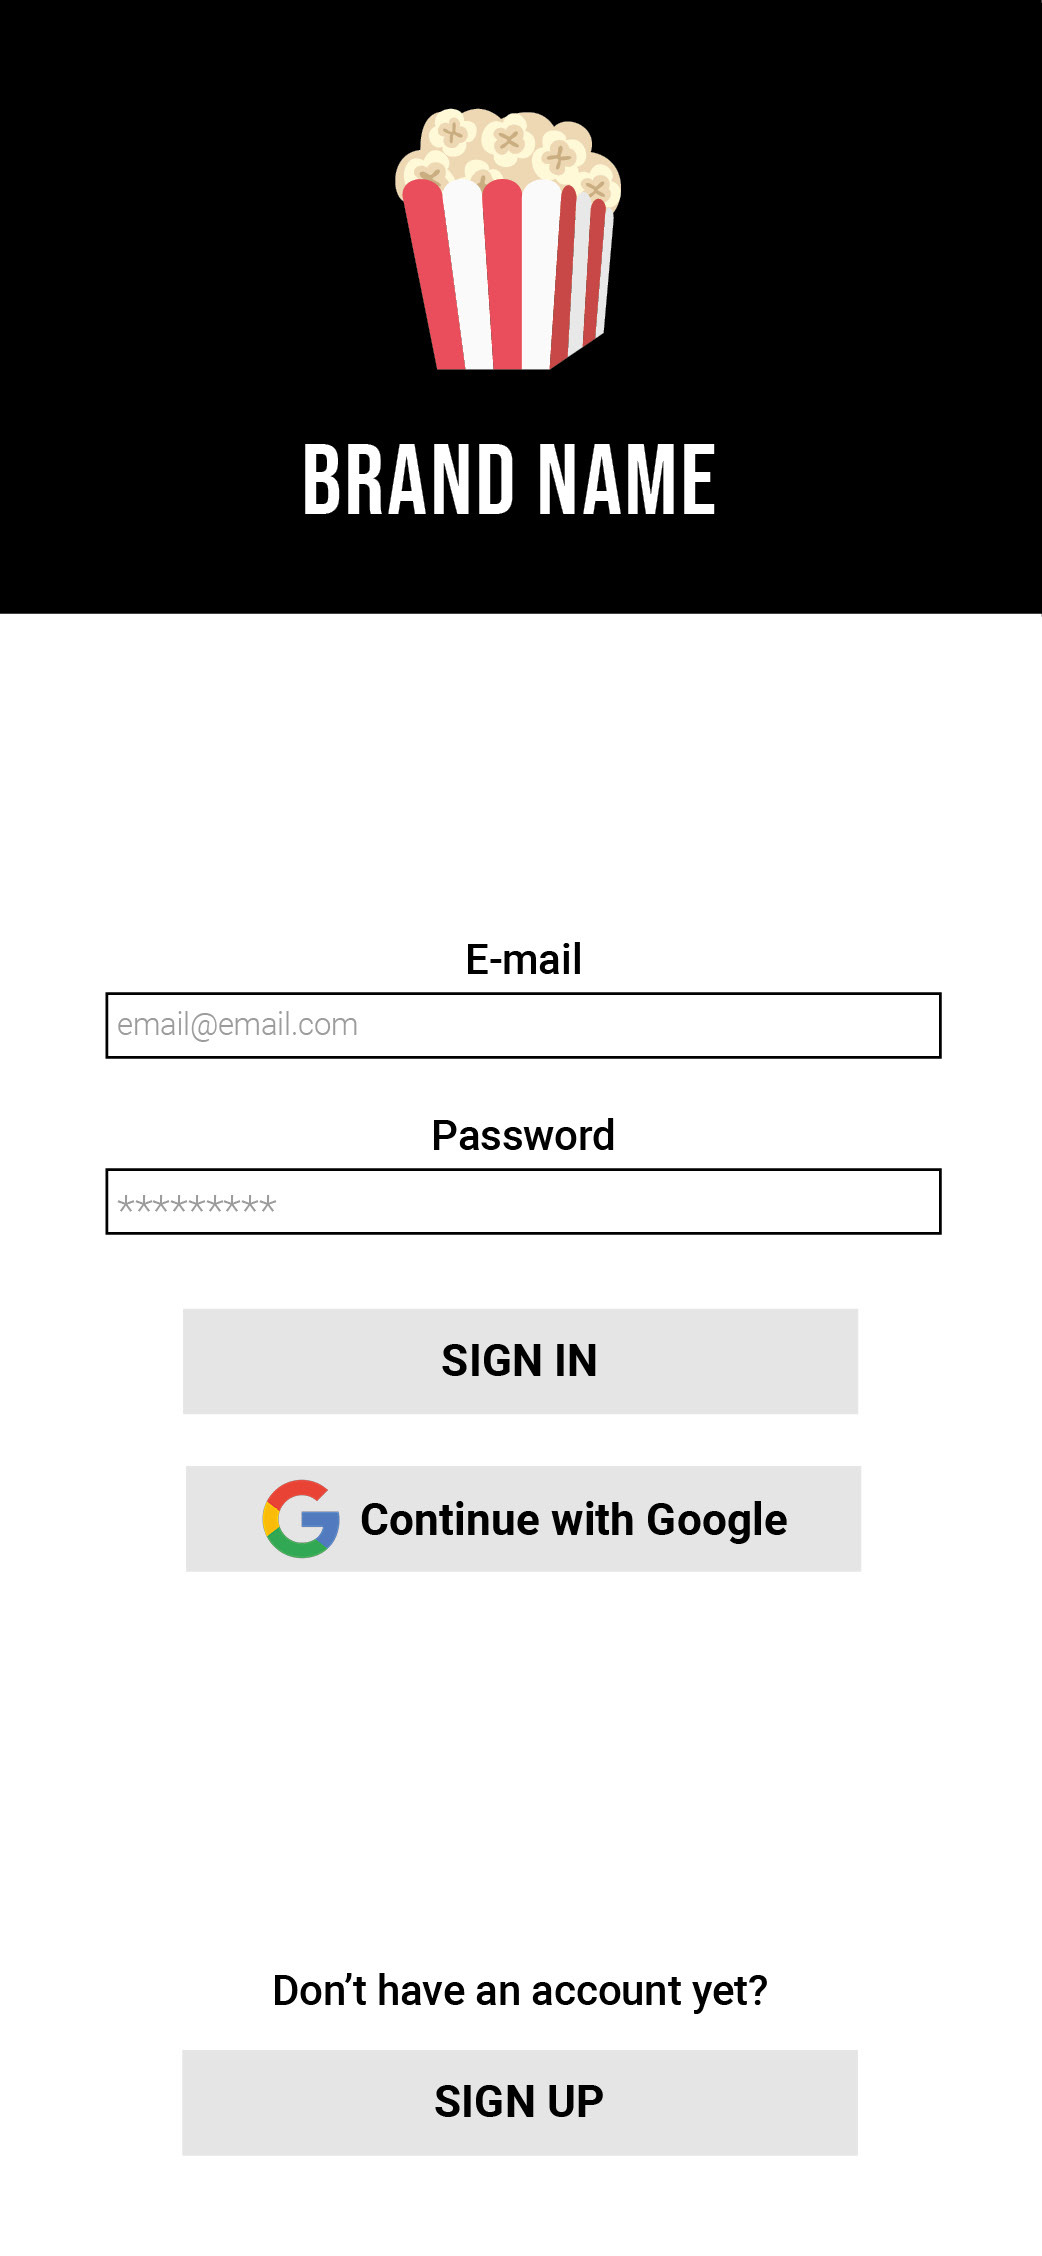 BRAND NAME
E-mail
email@email.com
Password
*********
SIGN IN
Continue with Google
Don’t have an account yet?
SIGN UP